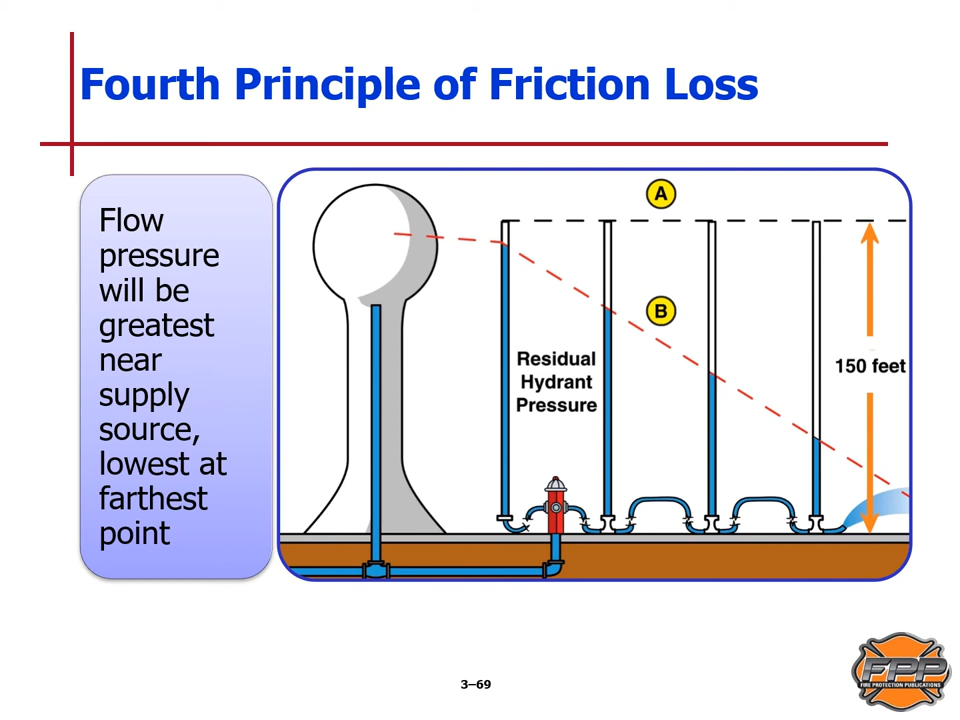 Fourth Principle of Friction Loss
Flow
pressure
will be
greatest
near
supply
source,
lowest at
farthest
point
A
B
Residual
Hydrant
Pressure
150 feet
3–69
FPP
FIRE PROTECTION PUBLICATIONS